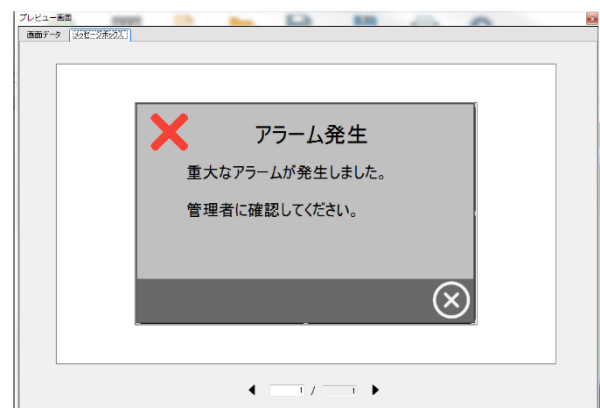 プレビュー画面
画面データ
メッセージボックス
アラーム発生
重大なアラームが発生しました。
管理者に確認してください。
1 / 1